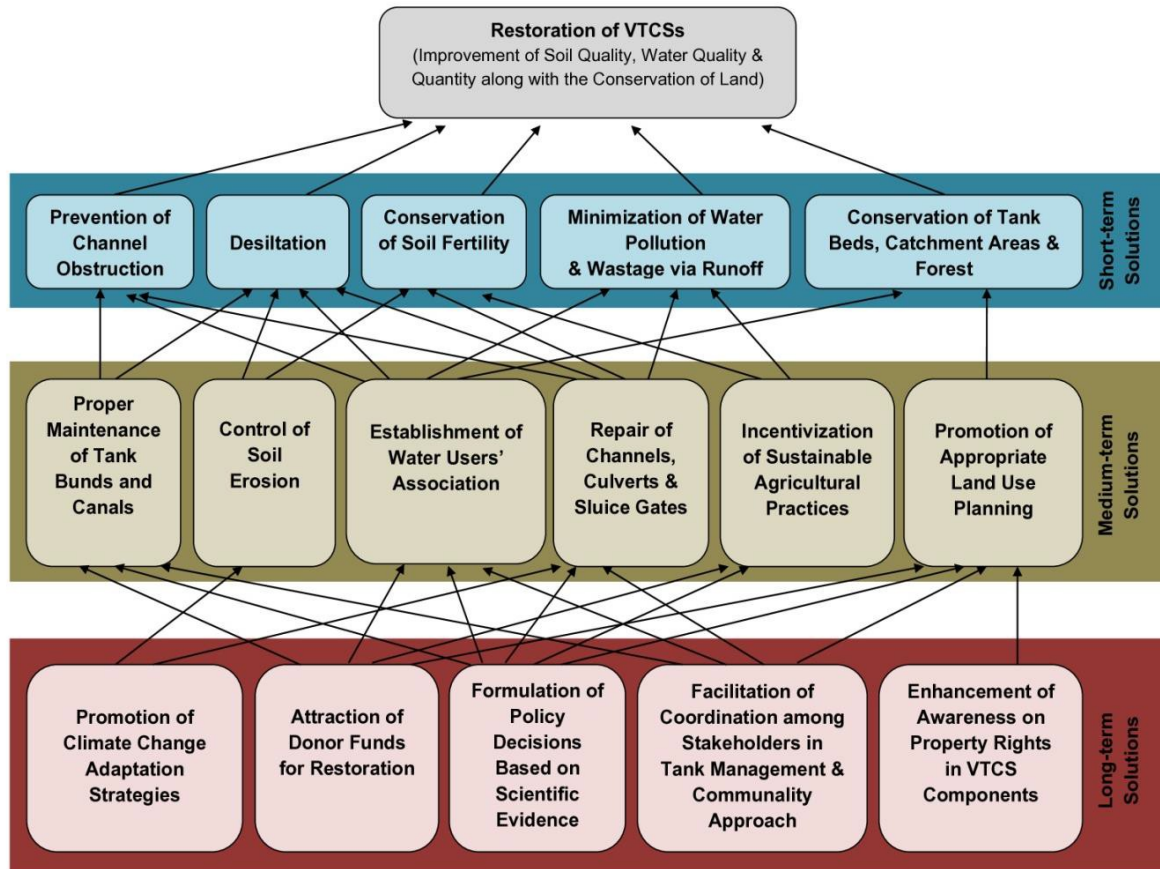 Restoration of VTCSs
(Improvement of Soil Quality, Water Quality &
Quantity along with the Conservation of Land)
Prevention of
Channel
Obstruction
Desiltation
Conservation
of Soil Fertility
Minimization of Water
Pollution
& Wastage via Runoff
Conservation of Tank
Beds, Catchment Areas &
Forest
Short-term
Solutions
Proper
Maintenance
of Tank
Bunds and
Canals
Control of
Soil
Erosion
Establishment of
Water Users’
Association
Repair of
Channels,
Culverts &
Sluice Gates
Incentivization
of Sustainable
Agricultural
Practices
Promotion of
Appropriate
Land Use
Planning
Medium-term
Solutions
Promotion of
Climate Change
Adaptation
Strategies
Attraction of
Donor Funds
for Restoration
Formulation of
Policy
Decisions
Based on
Scientific
Evidence
Facilitation of
Coordination among
Stakeholders in
Tank Management &
Communality
Approach
Enhancement of
Awareness on
Property Rights
in VTCS
Components
Long-term
Solutions